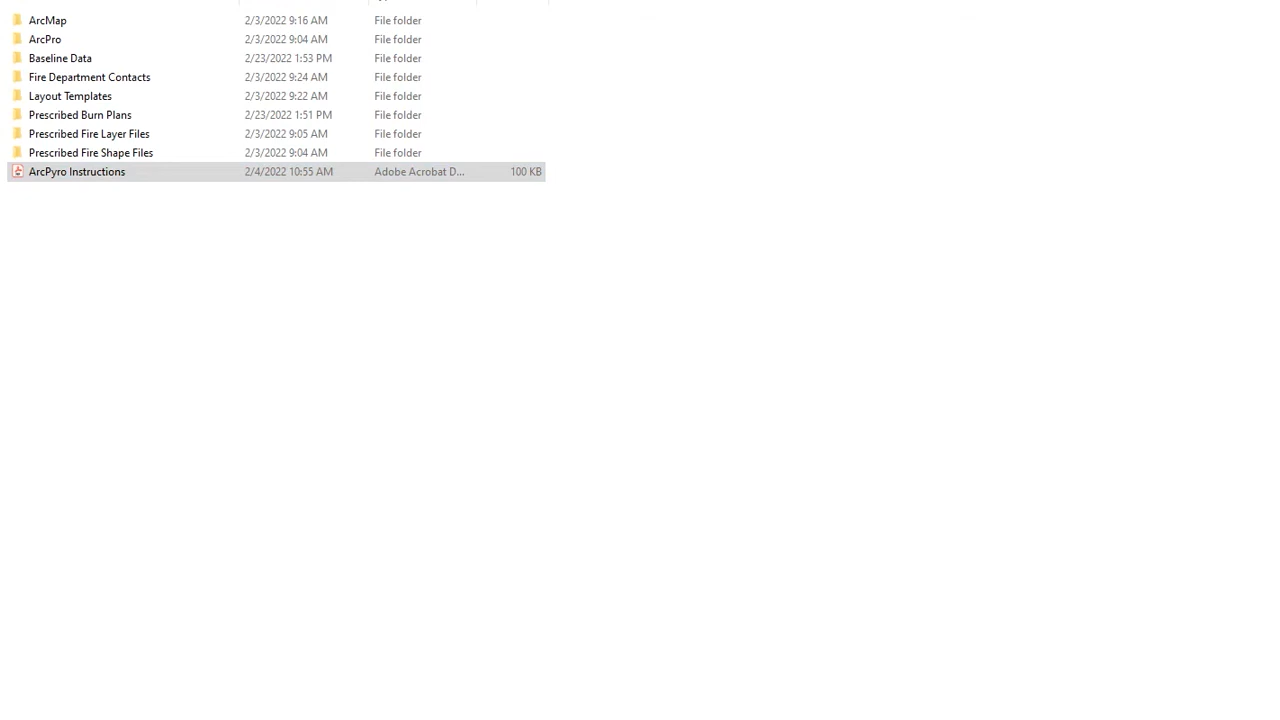 ArcMap 2/3/2022 9:16 AM File folder
ArcPro 2/3/2022 9:04 AM File folder
Baseline Data 2/23/2022 1:53 PM File folder
Fire Department Contacts 2/3/2022 9:24 AM File folder
Layout Templates 2/3/2022 9:22 AM File folder
Prescribed Burn Plans 2/23/2022 1:51 PM File folder
Prescribed Fire Layer Files 2/3/2022 9:05 AM File folder
Prescribed Fire Shape Files 2/3/2022 9:04 AM File folder
ArcPyro Instructions 2/4/2022 10:55 AM Adobe Acrobat D... 100 KB